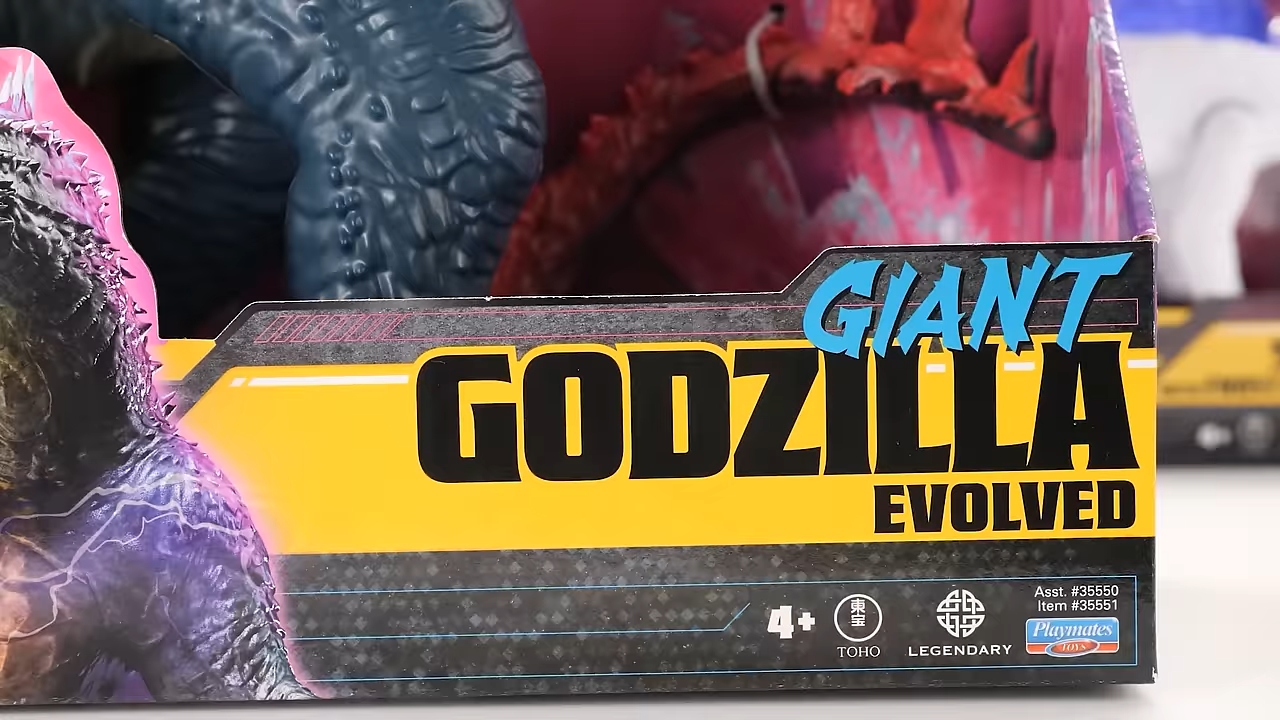 GIANT
GODZILLA
EVOLVED
4+
東宝
TOHO
LEGENDARY
Asst. #35550
Item #35551
Playmates
TOYS